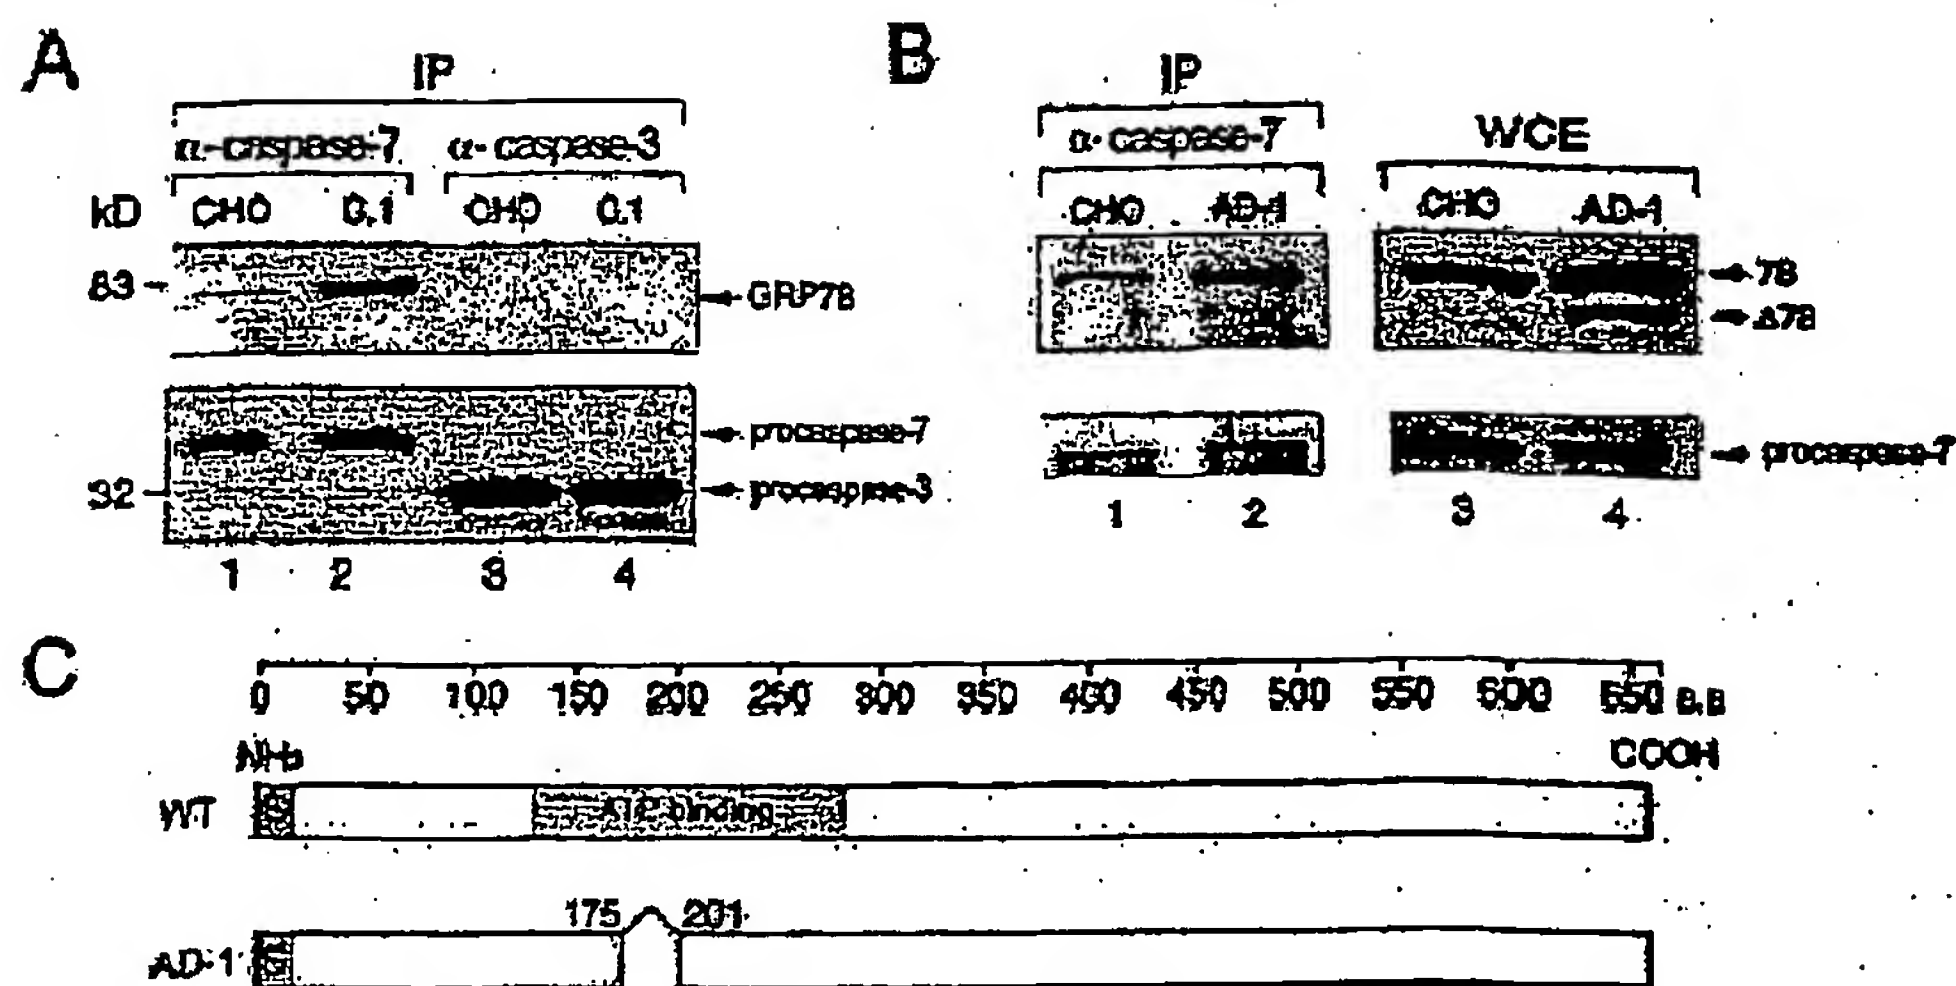 A
IP
α-caspase-7 α-caspase-3
kD CHO 0.1 CHO 0.1
83
GRP78
procaspase-7
32
procaspase-3
1 2 3 4
B
IP
α-caspase-7
WCE
CHO AD-1 CHO AD-1
78
Δ78
procaspase-7
1 2 3 4
C
0 50 100 150 200 250 300 350 400 450 500 550 600 650 a.a
NH₂ COOH
WT
ATP binding
175 201
AD-1